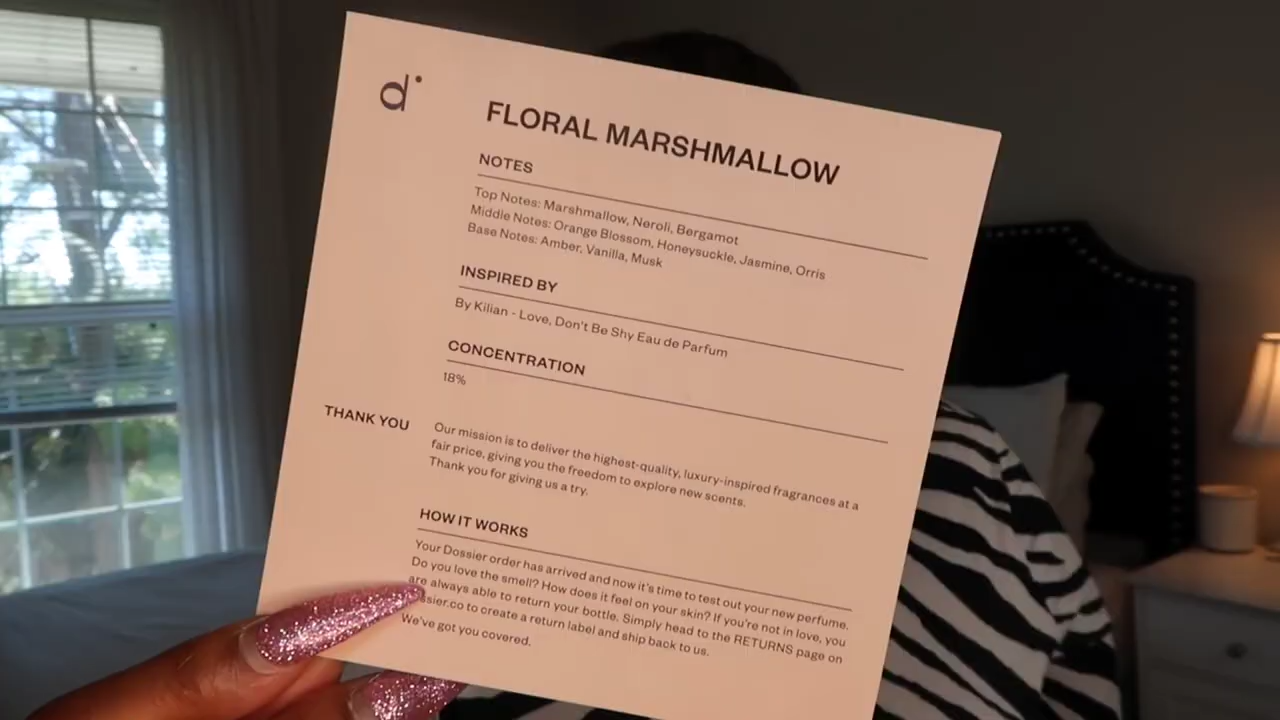 d
FLORAL MARSHMALLOW
NOTES
Top Notes: Marshmallow, Neroli, Bergamot
Middle Notes: Orange Blossom, Honeysuckle, Jasmine, Orris
Base Notes: Amber, Vanilla, Musk
INSPIRED BY
By Kilian - Love, Don't Be Shy Eau de Parfum
CONCENTRATION
18%
THANK YOU
Our mission is to deliver the highest-quality, luxury-inspired fragrances at a
fair price, giving you the freedom to explore new scents.
Thank you for giving us a try.
HOW IT WORKS
Your Dossier order has arrived and now it's time to test out your new perfume.
Do you love the smell? How does it feel on your skin? If you're not in love, you
are always able to return your bottle. Simply head to the RETURNS page on
ssier.co to create a return label and ship back to us.
We've got you covered.